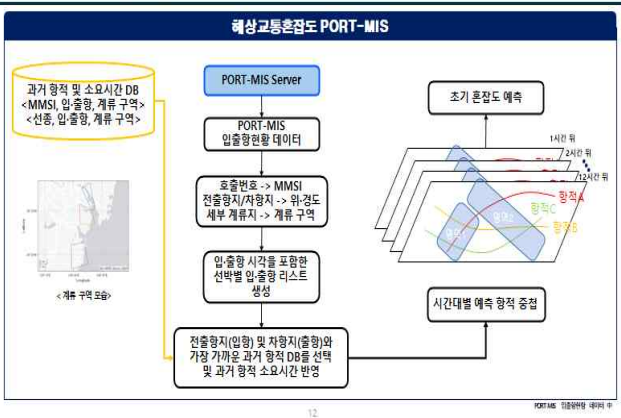 해상교통혼잡도 PORT-MIS
과거 항적 및 소요시간 DB
<MMSI, 입·출항, 계류 구역>
<선종, 입·출항, 계류 구역>
PORT-MIS Server
PORT-MIS
입출항현황 데이터
호출번호 -> MMSI
전출항지/차항지 -> 위·경도
세부 계류지 -> 계류 구역
입·출항 시각을 포함한
선박별 입·출항 리스트
생성
전출항지(입항) 및 차항지(출항)와
가장 가까운 과거 항적 DB를 선택
및 과거 항적 소요시간 반영
<계류 구역 모습>
초기 혼잡도 예측
1시간 뒤
2시간 뒤
12시간 뒤
항적A
항적C
항적B
시간대별 예측 항적 중첩
PORT-MIS 입출항현황 데이터 中
12